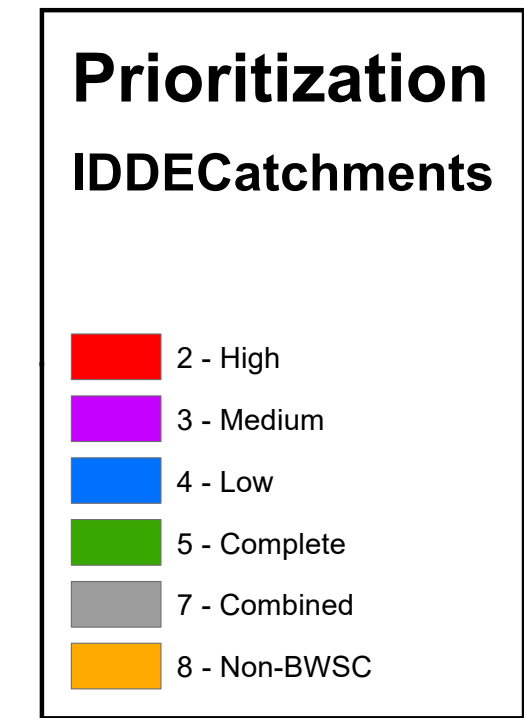 Prioritization
IDDECatchments
2 - High
3 - Medium
4 - Low
5 - Complete
7 - Combined
8 - Non-BWSC